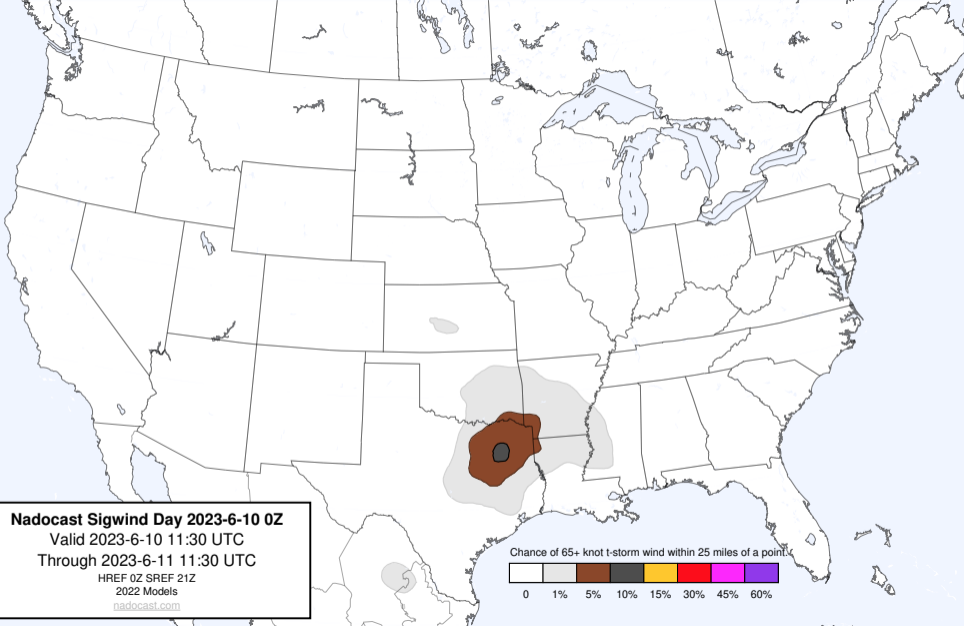 Nadocast Sigwind Day 2023-6-10 0Z
Valid 2023-6-10 11:30 UTC
Through 2023-6-11 11:30 UTC
HREF 0Z SREF 21Z
2022 Models
nadocast.com
Chance of 65+ knot t-storm wind within 25 miles of a point.
0 1% 5% 10% 15% 30% 45% 60%